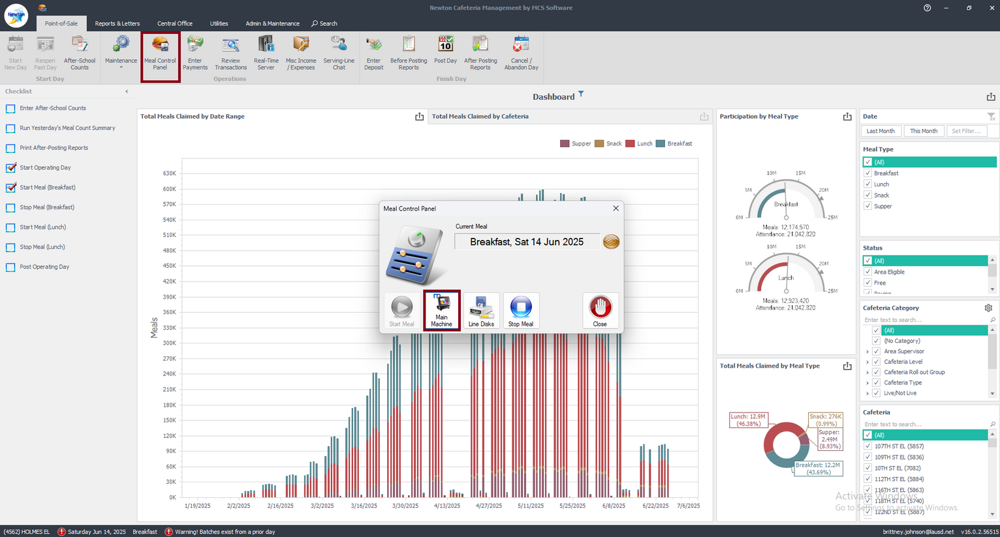 Newton Cafeteria Management by MCS Software
Newton
Point-of-Sale
Reports & Letters
Central Office
Utilities
Admin & Maintenance
Search
Start
New Day
Reopen
Past Day
After-School
Counts
Start Day
Maintenance
Meal Control
Panel
Enter
Payments
Review
Transactions
Real-Time
Server
Misc Income
/ Expenses
Serving-Line
Chat
Operations
Enter
Deposit
Before Posting
Reports
Post Day
After Posting
Reports
Cancel /
Abandon Day
Finish Day
Checklist
Enter After-School Counts
Run Yesterday's Meal Count Summary
Print After-Posting Reports
Start Operating Day
Start Meal (Breakfast)
Stop Meal (Breakfast)
Start Meal (Lunch)
Stop Meal (Lunch)
Post Operating Day
Dashboard
Total Meals Claimed by Date Range
Total Meals Claimed by Cafeteria
Supper
Snack
Lunch
Breakfast
630K
600K
570K
540K
510K
480K
450K
420K
390K
360K
330K
300K
270K
240K
210K
180K
150K
120K
90K
60K
30K
0K
Meals
1/19/2025
2/2/2025
2/16/2025
3/2/2025
3/16/2025
3/30/2025
4/13/2025
4/27/2025
5/11/2025
5/25/2025
6/8/2025
6/22/2025
7/6/2025
Meal Control Panel
Current Meal
Breakfast, Sat 14 Jun 2025
Start Meal
Main
Machine
Line Disks
Stop Meal
Close
Participation by Meal Type
0M
5M
10M
15M
20M
25M
Breakfast
Meals: 12,174,570
Attendance: 21,042,820
0M
5M
10M
15M
20M
25M
Lunch
Meals: 12,923,420
Attendance: 21,042,820
Total Meals Claimed by Meal Type
Lunch: 12.9M
(46.38%)
Snack: 276K
(0.99%)
Supper:
2.49M
(8.93%)
Breakfast: 12.2M
(43.69%)
Date
Last Month
This Month
Set Filter...
Meal Type
(All)
Breakfast
Lunch
Snack
Supper
Status
(All)
Area Eligible
Free
Cafeteria Category
Enter text to search...
(All)
(No Category)
Area Supervisor
Cafeteria Level
Cafeteria Roll out Group
Cafeteria Type
Live/Not Live
Cafeteria
Enter text to search...
(All)
107TH ST EL (5857)
109TH ST EL (5836)
10TH ST EL (7082)
112TH ST EL (5884)
116TH ST EL (5863)
118TH ST EL (5740)
122ND ST EL (5887)
Activate Windows
Go to Settings to activate Windows.
(4562) HOLMES EL
Saturday Jun 14, 2025
Breakfast
Warning! Batches exist from a prior day
brittney.johnson@lausd.net
v16.0.2.56515